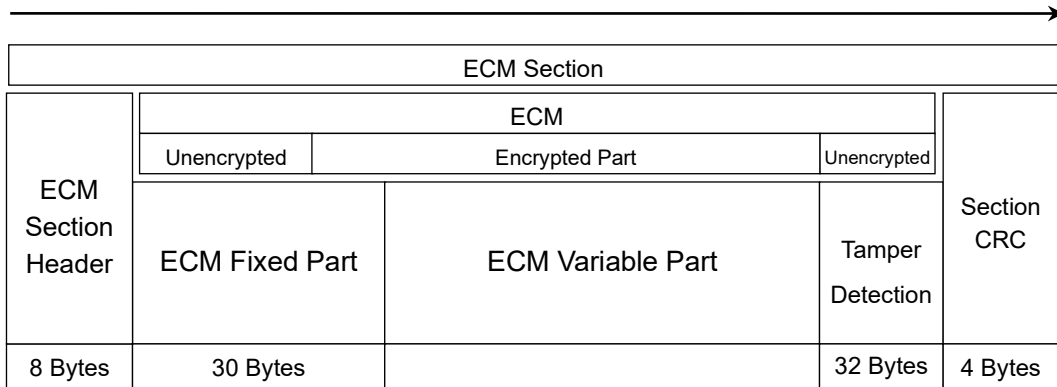 ECM Section
ECM
Unencrypted
Encrypted Part
Unencrypted
ECM
Section
Header
ECM Fixed Part
ECM Variable Part
Tamper
Detection
Section
CRC
8 Bytes
30 Bytes
32 Bytes
4 Bytes